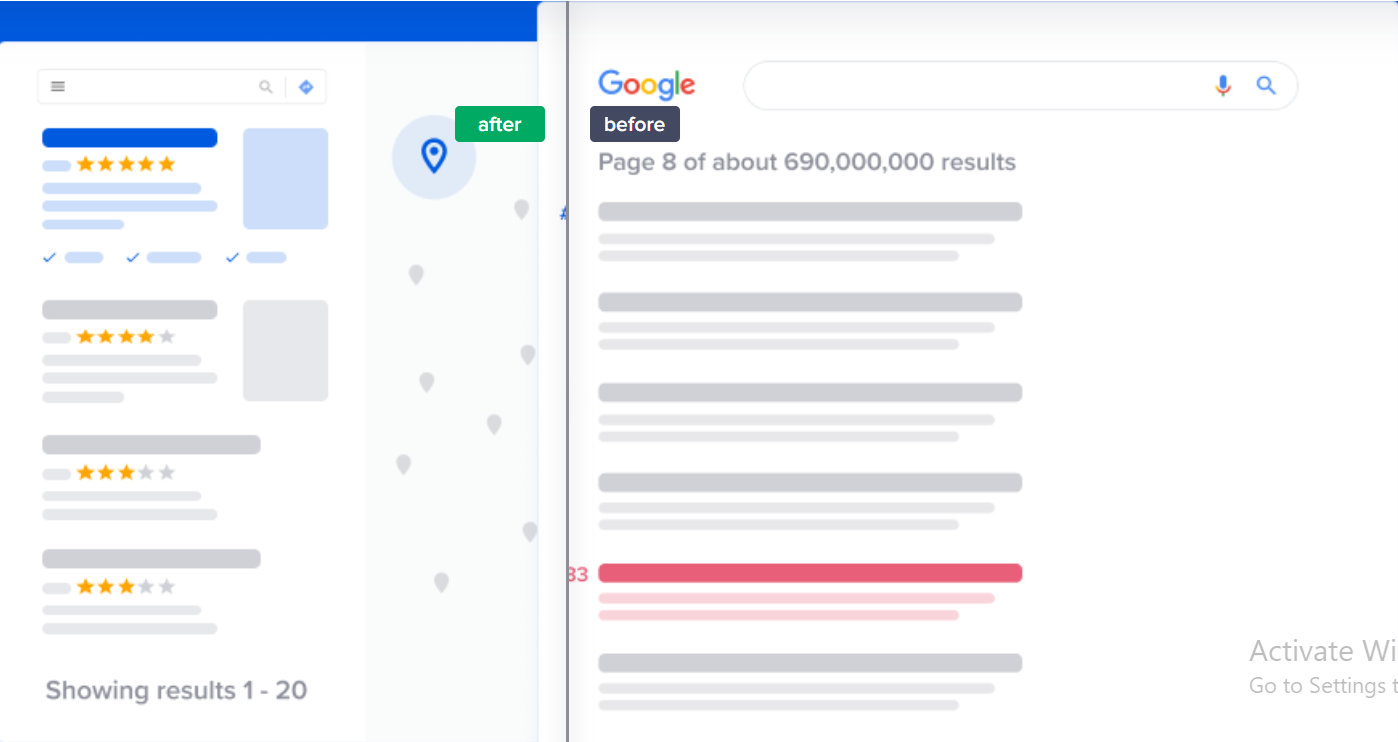 after
Showing results 1 - 20
Google
before
Page 8 of about 690,000,000 results
33
Activate Wi
Go to Settings t